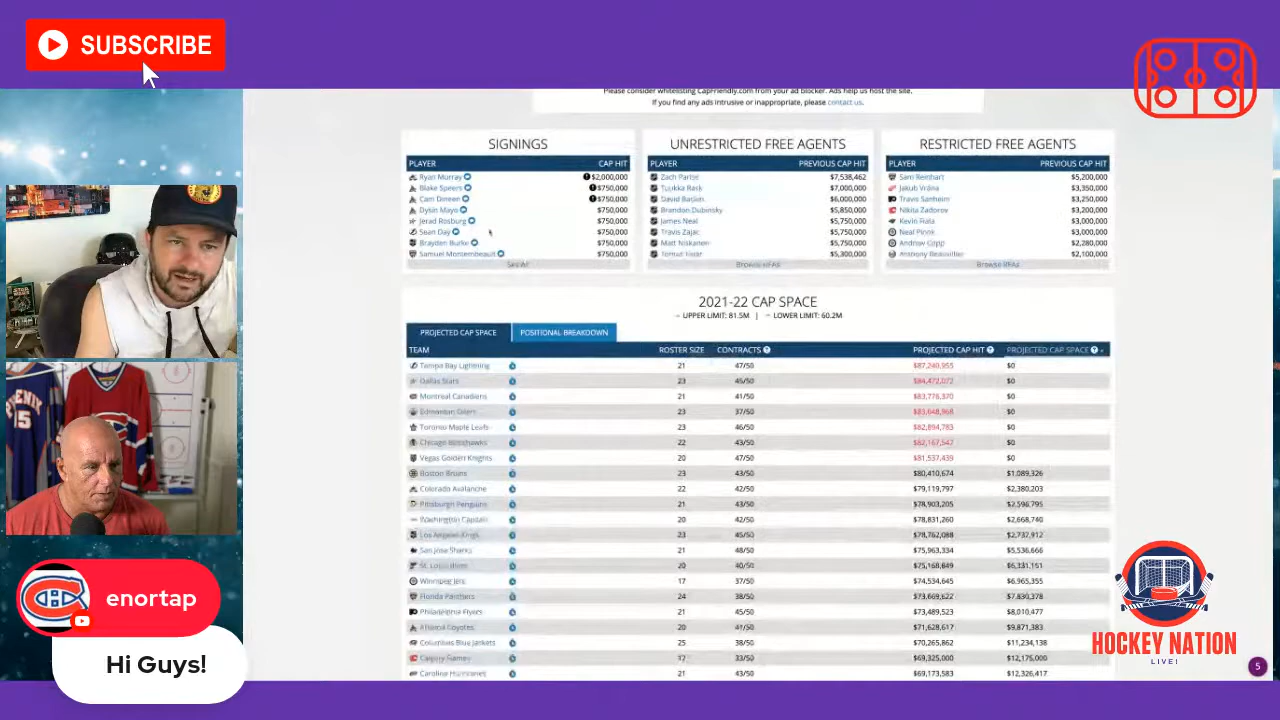 SUBSCRIBE
Please consider whitelisting CapFriendly.com from your ad blocker. Ads help us host the site.
If you find any ads intrusive or inappropriate, please contact us.
SIGNINGS
PLAYER CAP HIT
Ryan Murray $2,000,000
Blake Speers $750,000
Cam Dineen $750,000
Dysin Mayo $750,000
Jerad Rosburg $750,000
Sean Day $750,000
Brayden Burke $750,000
Samuel Montembeault $750,000
See All
UNRESTRICTED FREE AGENTS
PLAYER PREVIOUS CAP HIT
Zach Parise $7,538,462
Tuukka Rask $7,000,000
David Backes $6,000,000
Brandon Dubinsky $5,850,000
James Neal $5,750,000
Travis Zajac $5,750,000
Matt Niskanen $5,750,000
Tomas Tatar $5,300,000
Browse UFAs
RESTRICTED FREE AGENTS
PLAYER PREVIOUS CAP HIT
Sam Reinhart $5,200,000
Jakub Vrana $3,350,000
Travis Sanheim $3,250,000
Nikita Zadorov $3,200,000
Kevin Fiala $3,000,000
Neal Pionk $3,000,000
Andrew Copp $2,280,000
Anthony Beauvillier $2,100,000
Browse RFAs
2021-22 CAP SPACE
UPPER LIMIT: 81.5M | LOWER LIMIT: 60.2M
PROJECTED CAP SPACE POSITIONAL BREAKDOWN
TEAM ROSTER SIZE CONTRACTS PROJECTED CAP HIT PROJECTED CAP SPACE
Tampa Bay Lightning 21 47/50 $87,240,955 $0
Dallas Stars 23 45/50 $84,472,072 $0
Montreal Canadiens 21 41/50 $83,776,370 $0
Edmonton Oilers 23 37/50 $83,048,968 $0
Toronto Maple Leafs 23 46/50 $82,894,783 $0
Chicago Blackhawks 22 43/50 $82,167,547 $0
Vegas Golden Knights 20 47/50 $81,537,439 $0
Boston Bruins 23 43/50 $80,410,674 $1,089,326
Colorado Avalanche 22 42/50 $79,119,797 $2,380,203
Pittsburgh Penguins 21 43/50 $78,903,205 $2,596,795
Washington Capitals 20 42/50 $78,831,260 $2,668,740
Los Angeles Kings 23 45/50 $78,762,088 $2,737,912
San Jose Sharks 21 48/50 $75,963,334 $5,536,666
St. Louis Blues 20 40/50 $75,168,849 $6,331,151
Winnipeg Jets 17 37/50 $74,534,645 $6,965,355
Florida Panthers 24 38/50 $73,669,622 $7,830,378
Philadelphia Flyers 21 45/50 $73,489,523 $8,010,477
Arizona Coyotes 20 41/50 $71,628,617 $9,871,383
Columbus Blue Jackets 25 38/50 $70,265,862 $11,234,138
Calgary Flames 17 33/50 $69,325,000 $12,175,000
Carolina Hurricanes 21 43/50 $69,173,583 $12,326,417
enortap
Hi Guys!
HOCKEY NATION
LIVE!
5